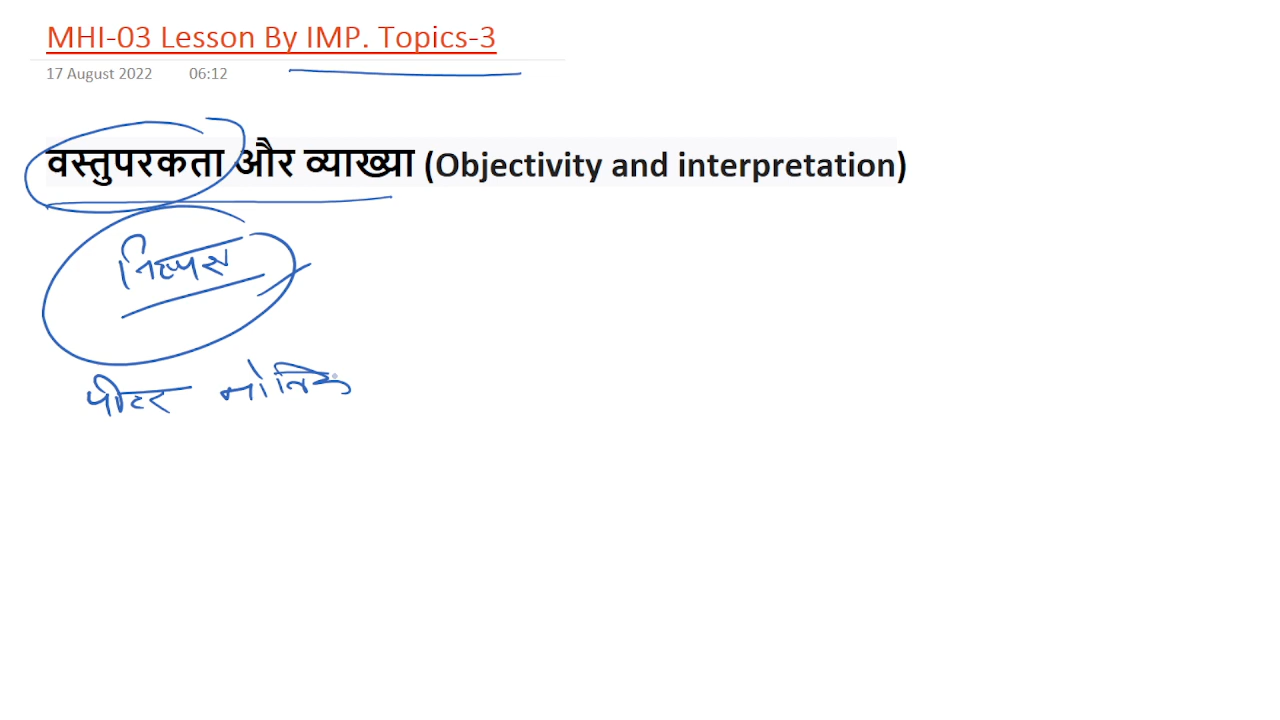 MHI-03 Lesson By IMP. Topics-3
17 August 2022 06:12
वस्तुपरकता और व्याख्या (Objectivity and interpretation)
पीटर